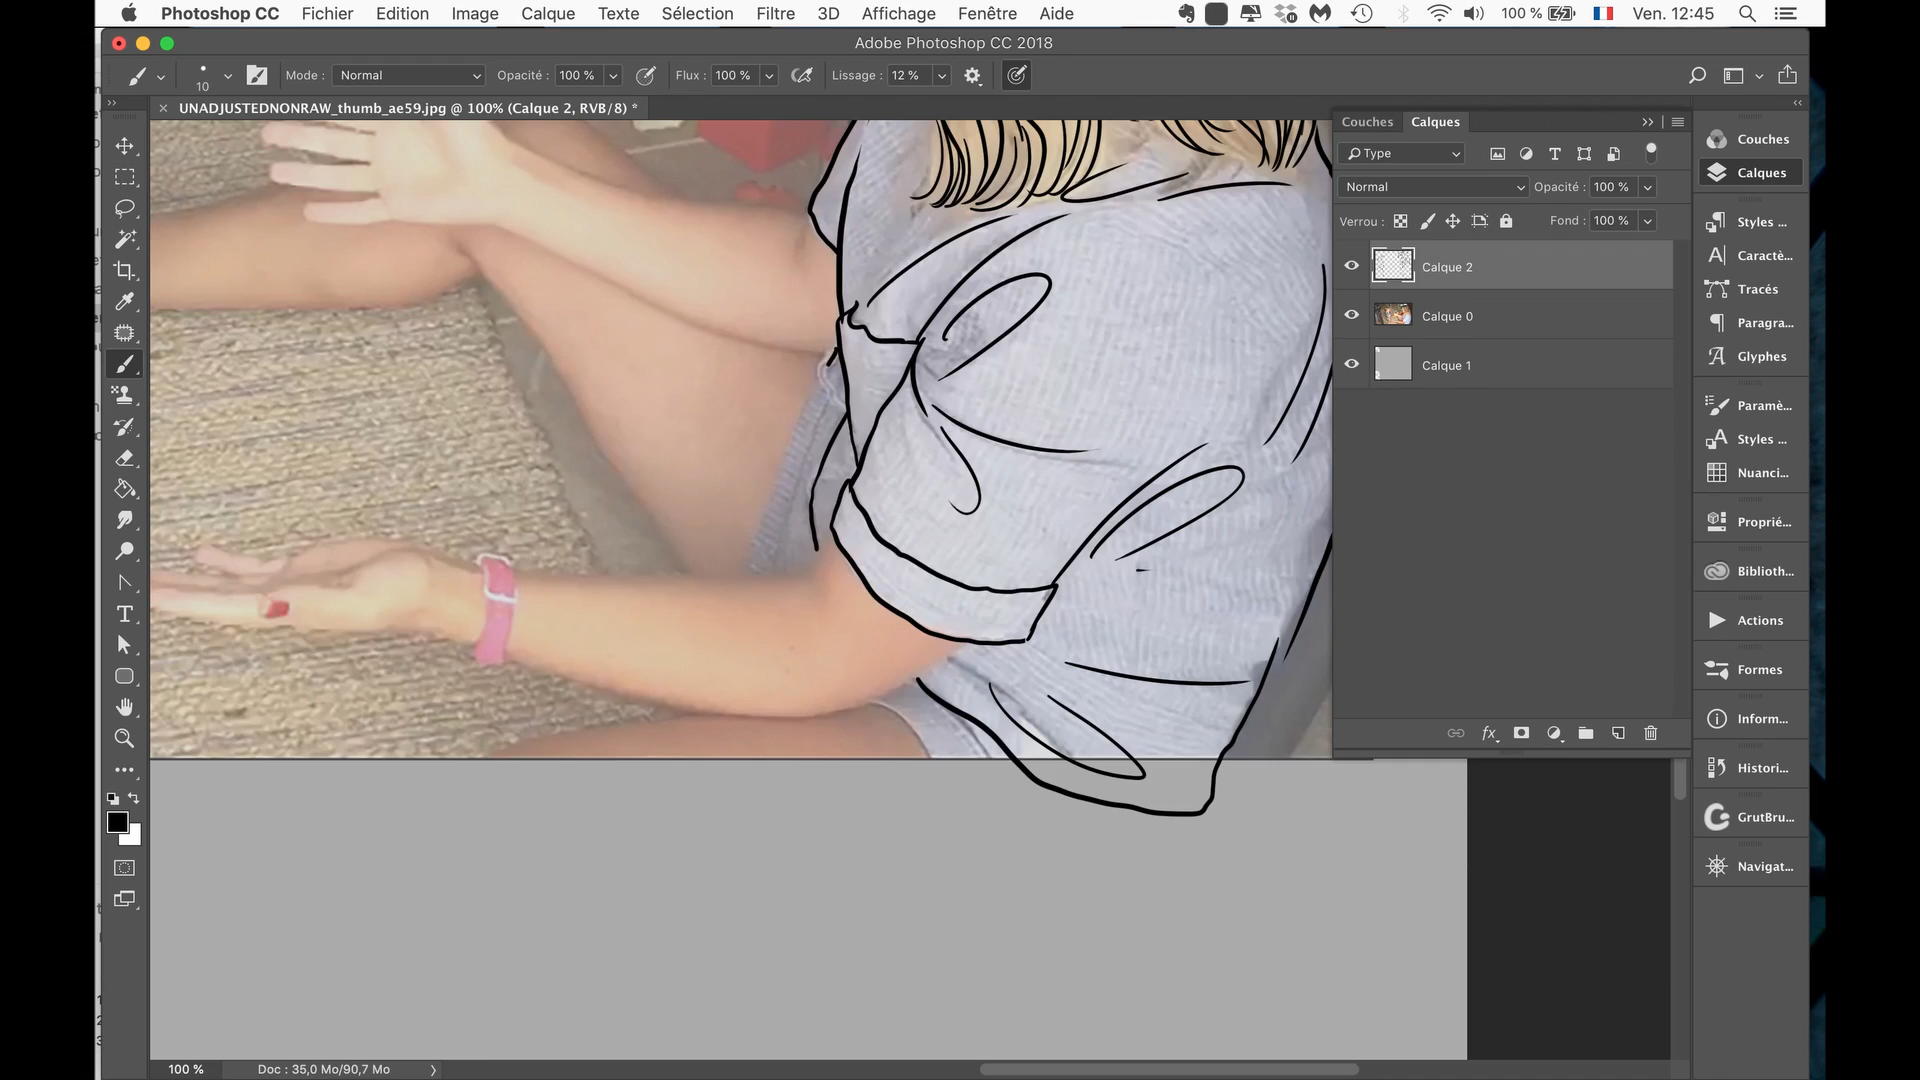 Photoshop CC Fichier Edition Image Calque Texte Sélection Filtre 3D Affichage Fenêtre Aide 100 % Ven. 12:45
Adobe Photoshop CC 2018
10 Mode : Normal Opacité : 100 % Flux : 100 % Lissage : 12 %
UNADJUSTEDNONRAW_thumb_ae59.jpg @ 100% (Calque 2, RVB/8) *
Couches Calques
Type
Normal Opacité : 100 %
Verrou : Fond : 100 %
Calque 2
Calque 0
Calque 1
Couches
Calques
Styles ...
Caractè...
Tracés
Paragra...
Glyphes
Paramè...
Styles ...
Nuanci...
Proprié...
Biblioth...
Actions
Formes
Inform...
Histori...
GrutBru...
Navigat...
100 % Doc : 35,0 Mo/90,7 Mo